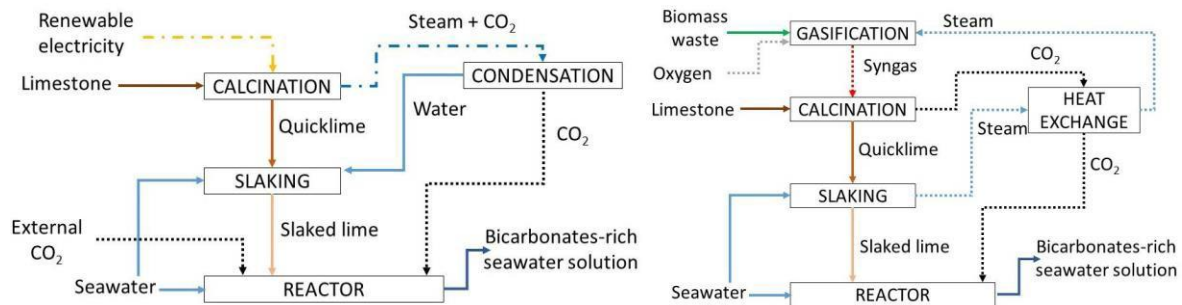 Renewable
electricity
Steam + CO₂
Limestone
CALCINATION
CONDENSATION
Water
Quicklime
CO₂
SLAKING
External
CO₂
Slaked lime
Bicarbonates-rich
seawater solution
Seawater
REACTOR
Biomass
waste
GASIFICATION
Steam
Oxygen
Syngas
CO₂
Limestone
CALCINATION
HEAT
EXCHANGE
Steam
Quicklime
CO₂
SLAKING
Slaked lime
Bicarbonates-rich
seawater solution
Seawater
REACTOR